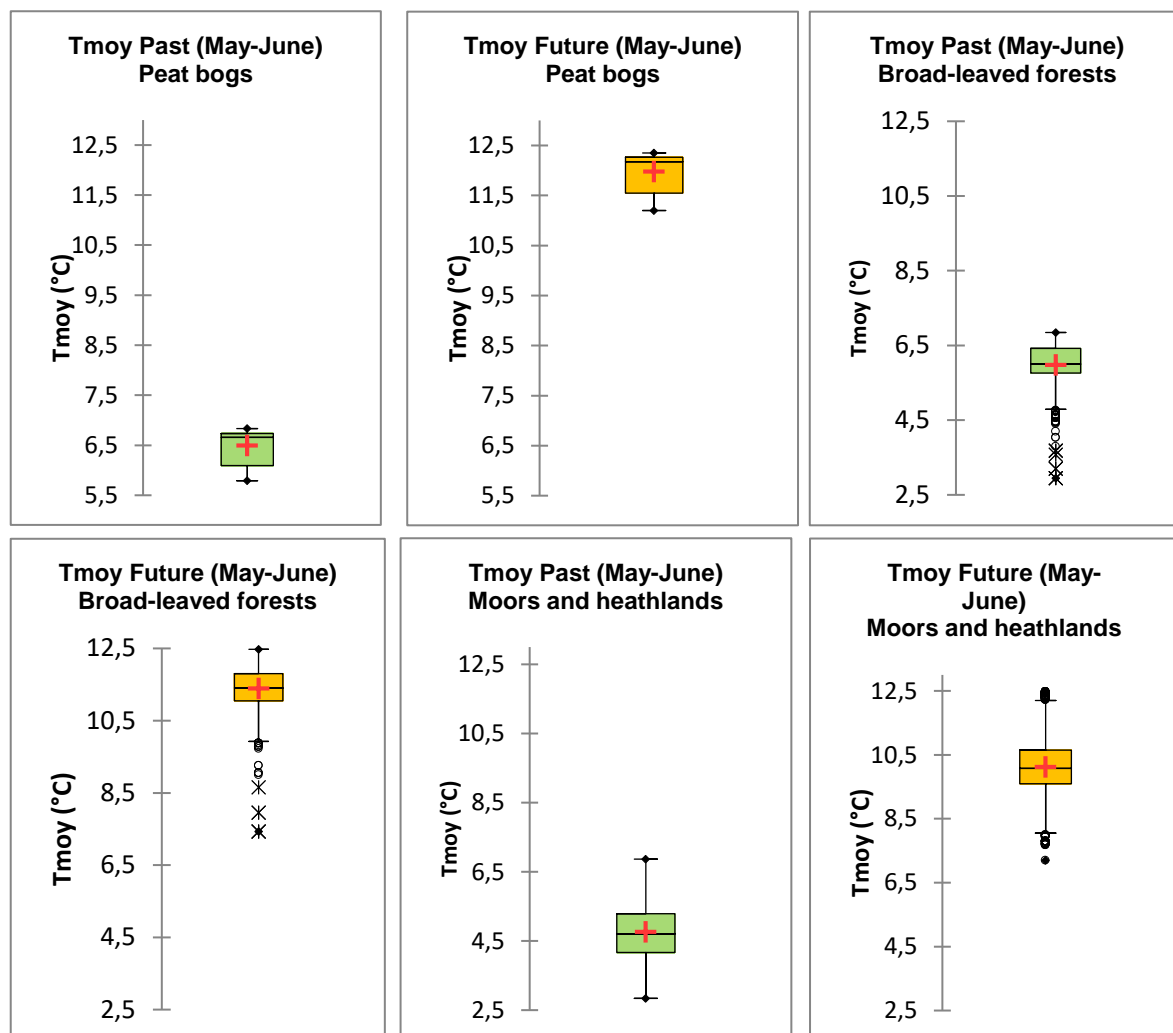 Tmoy Past (May-June)
Peat bogs
12,5
11,5
10,5
9,5
8,5
7,5
6,5
5,5
Tmoy (°C)
Tmoy Future (May-June)
Peat bogs
12,5
11,5
10,5
9,5
8,5
7,5
6,5
5,5
Tmoy (°C)
Tmoy Past (May-June)
Broad-leaved forests
12,5
10,5
8,5
6,5
4,5
2,5
Tmoy (°C)
Tmoy Future (May-June)
Broad-leaved forests
12,5
10,5
8,5
6,5
4,5
2,5
Tmoy (°C)
Tmoy Past (May-June)
Moors and heathlands
12,5
10,5
8,5
6,5
4,5
2,5
Tmoy (°C)
Tmoy Future (May-
June)
Moors and heathlands
12,5
10,5
8,5
6,5
4,5
2,5
Tmoy (°C)